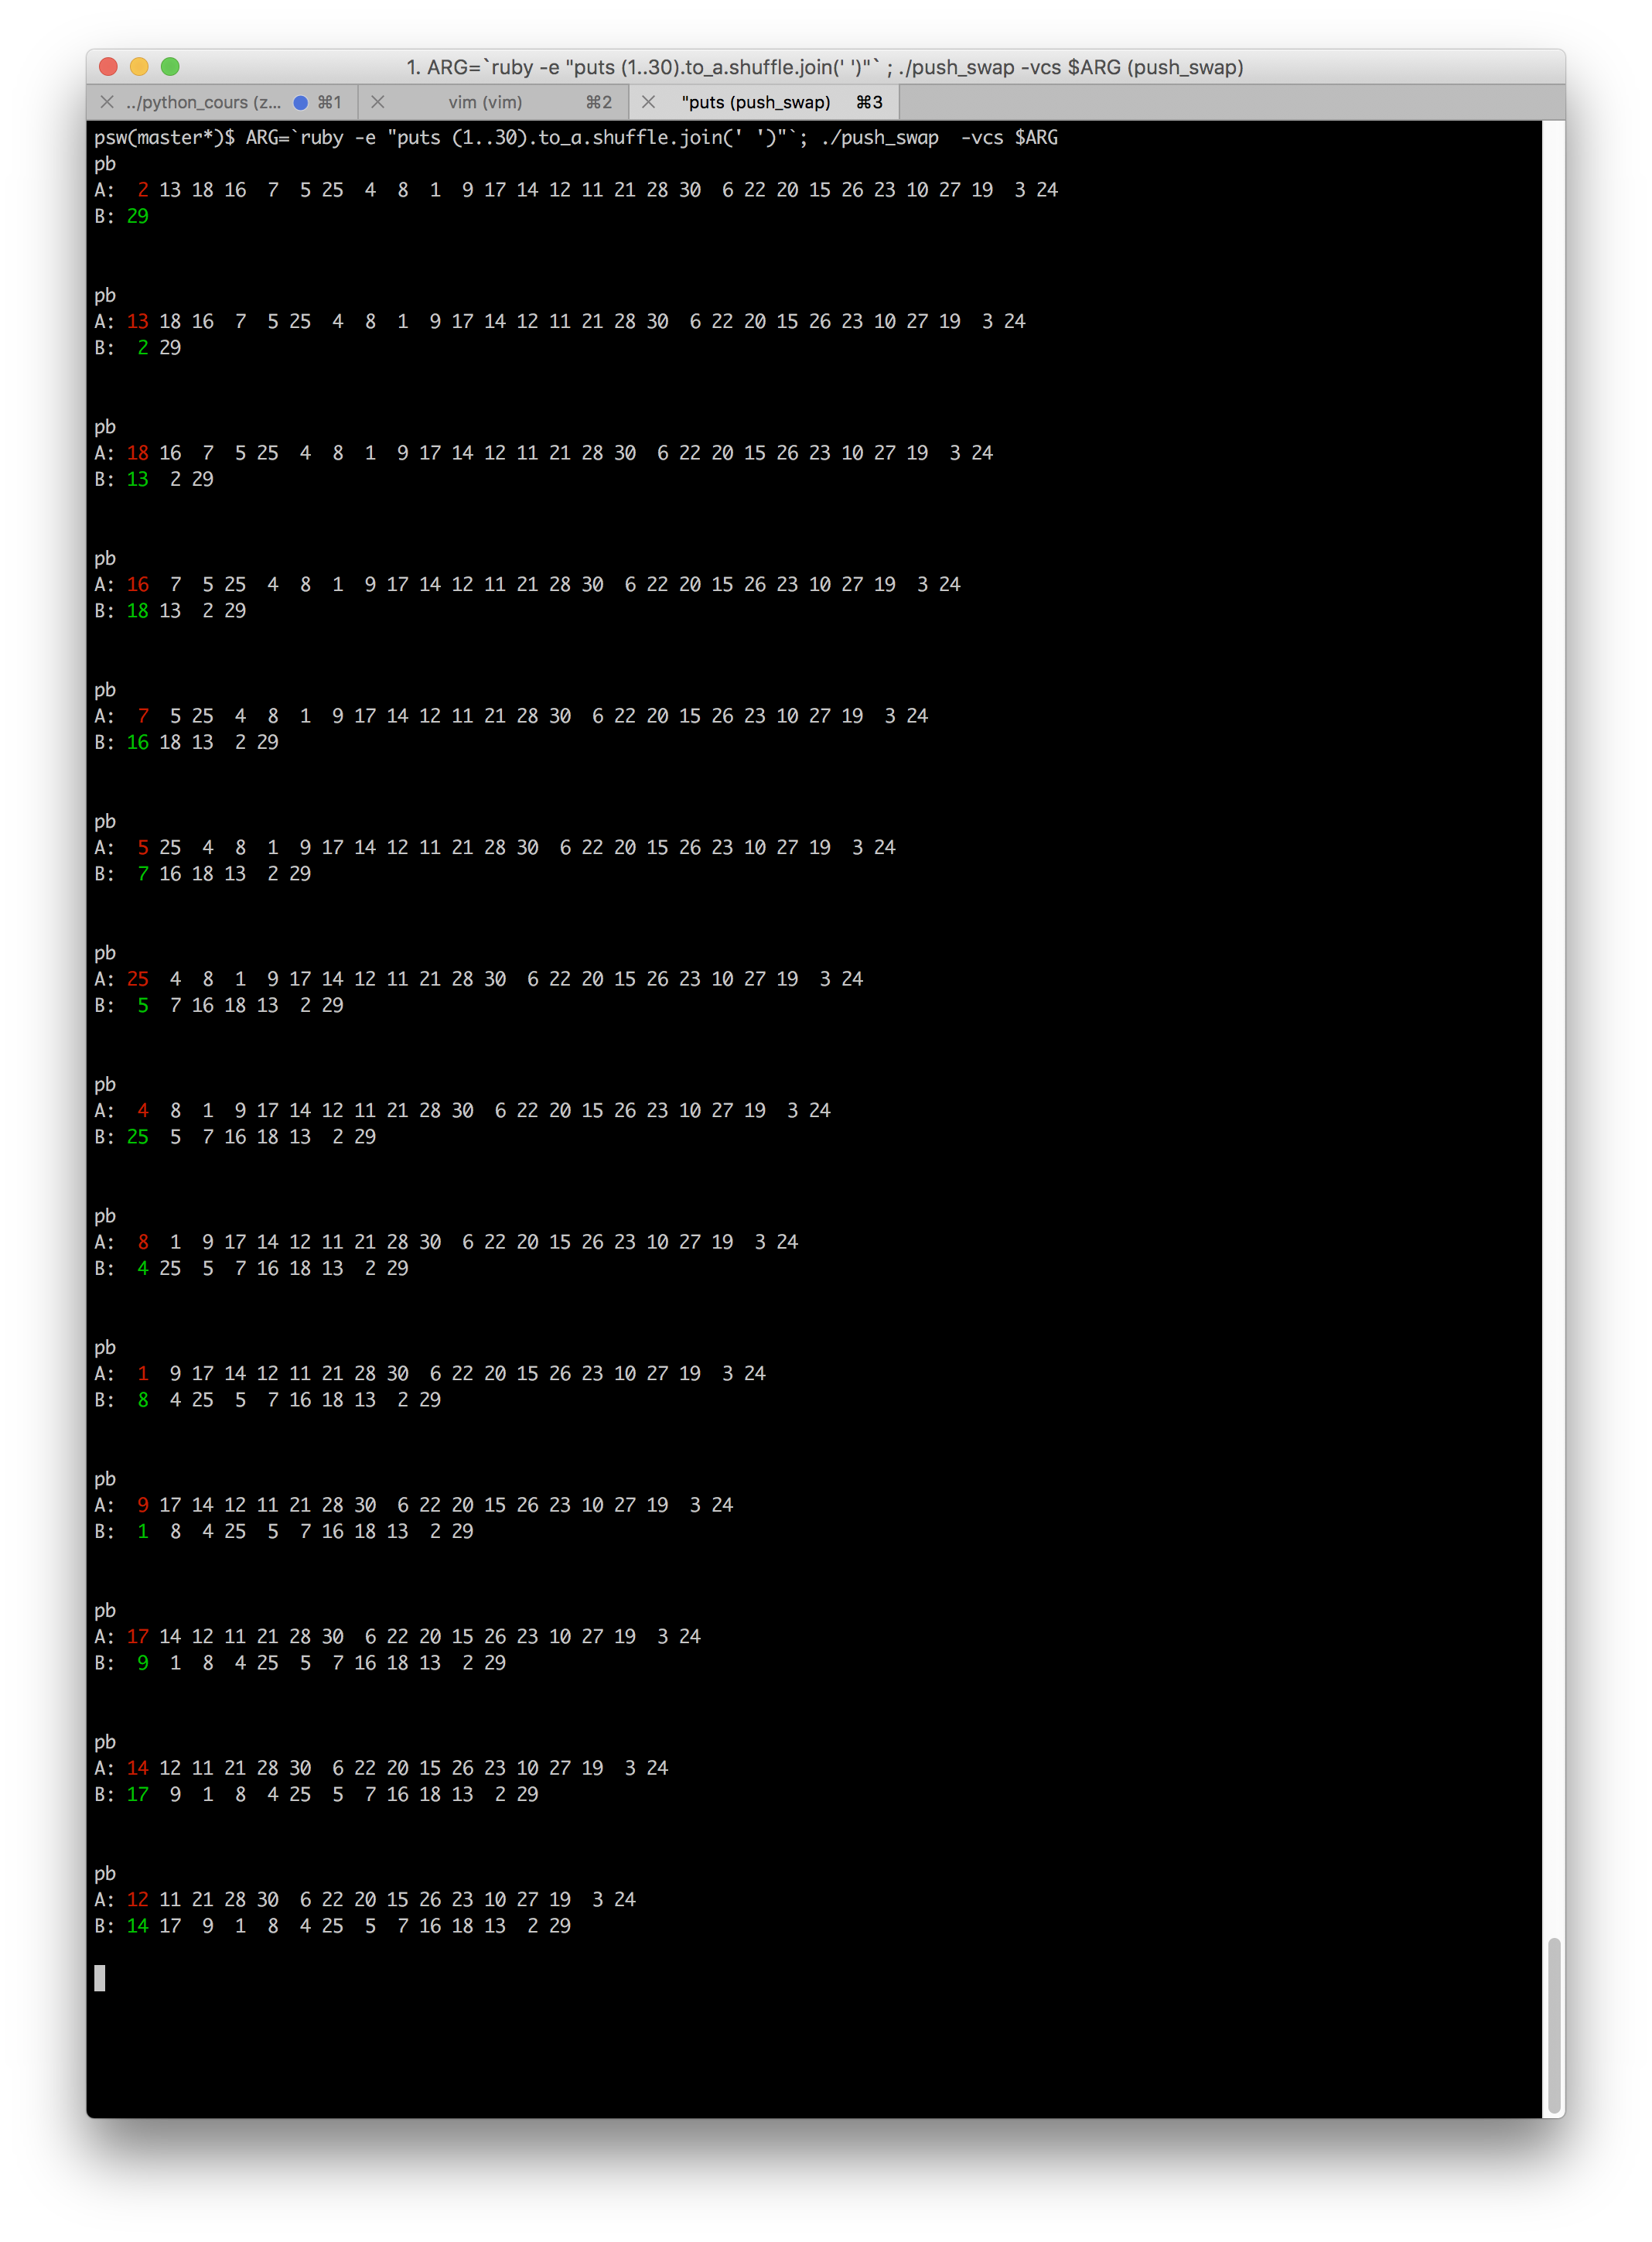 1. ARG=`ruby -e "puts (1..30).to_a.shuffle.join(' ')"` ; ./push_swap -vcs $ARG (push_swap)
../python_cours (z... ⌘1 vim (vim) ⌘2 "puts (push_swap) ⌘3
psw(master*)$ ARG=`ruby -e "puts (1..30).to_a.shuffle.join(' ')"`; ./push_swap  -vcs $ARG
pb
A:  2 13 18 16  7  5 25  4  8  1  9 17 14 12 11 21 28 30  6 22 20 15 26 23 10 27 19  3 24
B: 29
pb
A: 13 18 16  7  5 25  4  8  1  9 17 14 12 11 21 28 30  6 22 20 15 26 23 10 27 19  3 24
B:  2 29
pb
A: 18 16  7  5 25  4  8  1  9 17 14 12 11 21 28 30  6 22 20 15 26 23 10 27 19  3 24
B: 13  2 29
pb
A: 16  7  5 25  4  8  1  9 17 14 12 11 21 28 30  6 22 20 15 26 23 10 27 19  3 24
B: 18 13  2 29
pb
A:  7  5 25  4  8  1  9 17 14 12 11 21 28 30  6 22 20 15 26 23 10 27 19  3 24
B: 16 18 13  2 29
pb
A:  5 25  4  8  1  9 17 14 12 11 21 28 30  6 22 20 15 26 23 10 27 19  3 24
B:  7 16 18 13  2 29
pb
A: 25  4  8  1  9 17 14 12 11 21 28 30  6 22 20 15 26 23 10 27 19  3 24
B:  5  7 16 18 13  2 29
pb
A:  4  8  1  9 17 14 12 11 21 28 30  6 22 20 15 26 23 10 27 19  3 24
B: 25  5  7 16 18 13  2 29
pb
A:  8  1  9 17 14 12 11 21 28 30  6 22 20 15 26 23 10 27 19  3 24
B:  4 25  5  7 16 18 13  2 29
pb
A:  1  9 17 14 12 11 21 28 30  6 22 20 15 26 23 10 27 19  3 24
B:  8  4 25  5  7 16 18 13  2 29
pb
A:  9 17 14 12 11 21 28 30  6 22 20 15 26 23 10 27 19  3 24
B:  1  8  4 25  5  7 16 18 13  2 29
pb
A: 17 14 12 11 21 28 30  6 22 20 15 26 23 10 27 19  3 24
B:  9  1  8  4 25  5  7 16 18 13  2 29
pb
A: 14 12 11 21 28 30  6 22 20 15 26 23 10 27 19  3 24
B: 17  9  1  8  4 25  5  7 16 18 13  2 29
pb
A: 12 11 21 28 30  6 22 20 15 26 23 10 27 19  3 24
B: 14 17  9  1  8  4 25  5  7 16 18 13  2 29